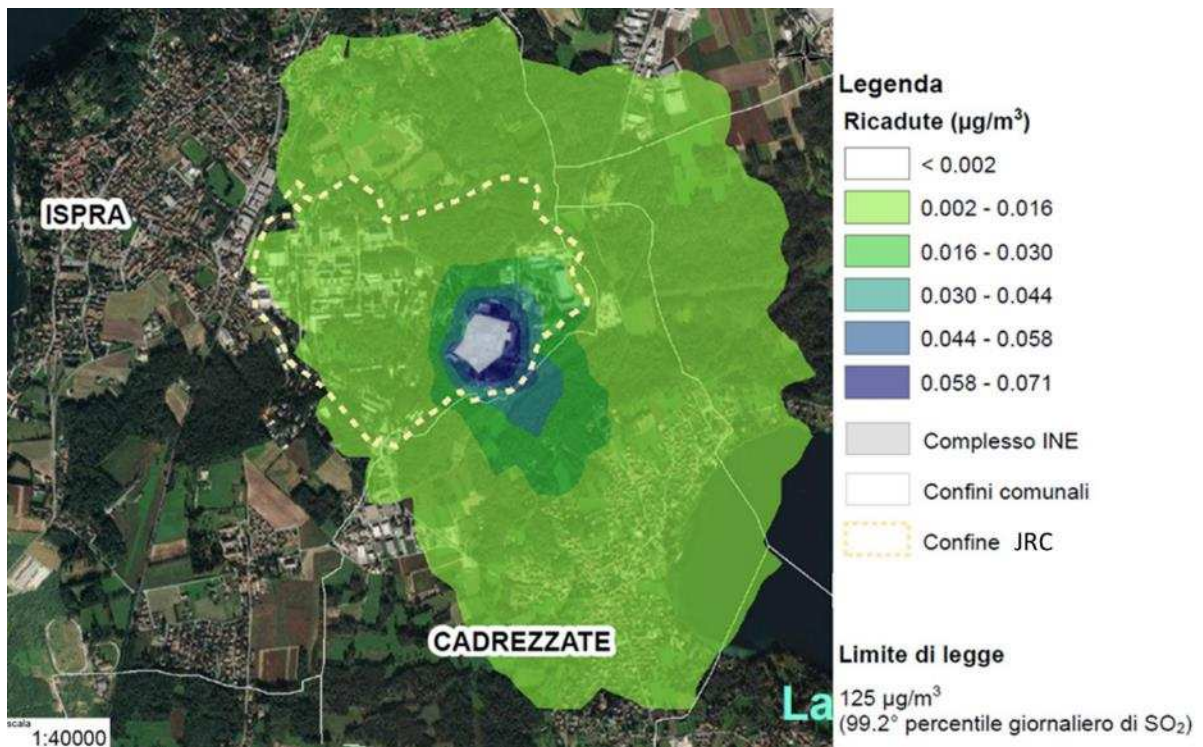 ISPRA
CADREZZATE
La
scala
1:40000
Legenda
Ricadute (µg/m³)
< 0.002
0.002 - 0.016
0.016 - 0.030
0.030 - 0.044
0.044 - 0.058
0.058 - 0.071
Complesso INE
Confini comunali
Confine JRC
Limite di legge
125 µg/m³
(99.2° percentile giornaliero di SO₂)